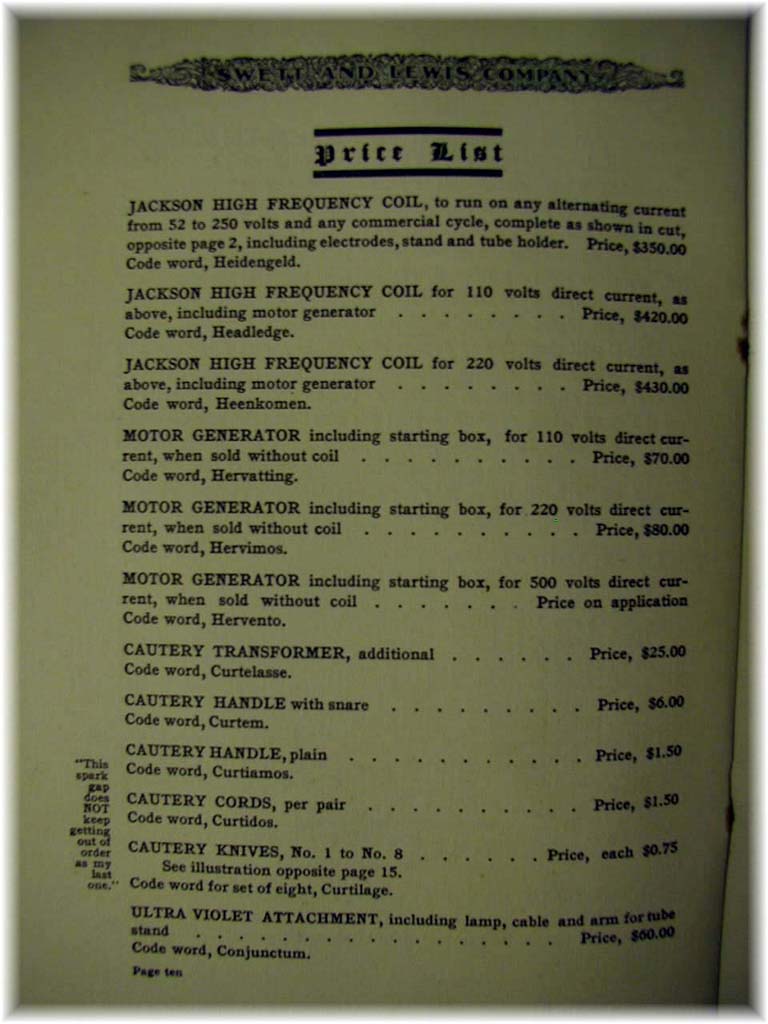 SWETT AND LEWIS COMPANY
Price List
JACKSON HIGH FREQUENCY COIL, to run on any alternating current
from 52 to 250 volts and any commercial cycle, complete as shown in cut,
opposite page 2, including electrodes, stand and tube holder. Price, $350.00
Code word, Heidengeld.
JACKSON HIGH FREQUENCY COIL for 110 volts direct current, as
above, including motor generator . . . . . . . . Price, $420.00
Code word, Headledge.
JACKSON HIGH FREQUENCY COIL for 220 volts direct current, as
above, including motor generator . . . . . . . . Price, $430.00
Code word, Heenkomen.
MOTOR GENERATOR including starting box, for 110 volts direct cur-
rent, when sold without coil . . . . . . . . . . Price, $70.00
Code word, Hervatting.
MOTOR GENERATOR including starting box, for 220 volts direct cur-
rent, when sold without coil . . . . . . . . . . Price, $80.00
Code word, Hervimos.
MOTOR GENERATOR including starting box, for 500 volts direct cur-
rent, when sold without coil . . . . . . . Price on application
Code word, Hervento.
CAUTERY TRANSFORMER, additional . . . . . . Price, $25.00
Code word, Curtelasse.
CAUTERY HANDLE with snare . . . . . . . . . Price, $6.00
Code word, Curtem.
CAUTERY HANDLE, plain . . . . . . . . . . . Price, $1.50
Code word, Curtiamos.
CAUTERY CORDS, per pair . . . . . . . . . . Price, $1.50
Code word, Curtidos.
CAUTERY KNIVES, No. 1 to No. 8 . . . . . . Price, each $0.75
See illustration opposite page 15.
Code word for set of eight, Curtilage.
ULTRA VIOLET ATTACHMENT, including lamp, cable and arm for tube
stand . . . . . . . . . . . . . . . . . Price, $60.00
Code word, Conjunctum.
Page ten
"This
spark
gap
does
NOT
keep
getting
out of
order
as my
last
one."